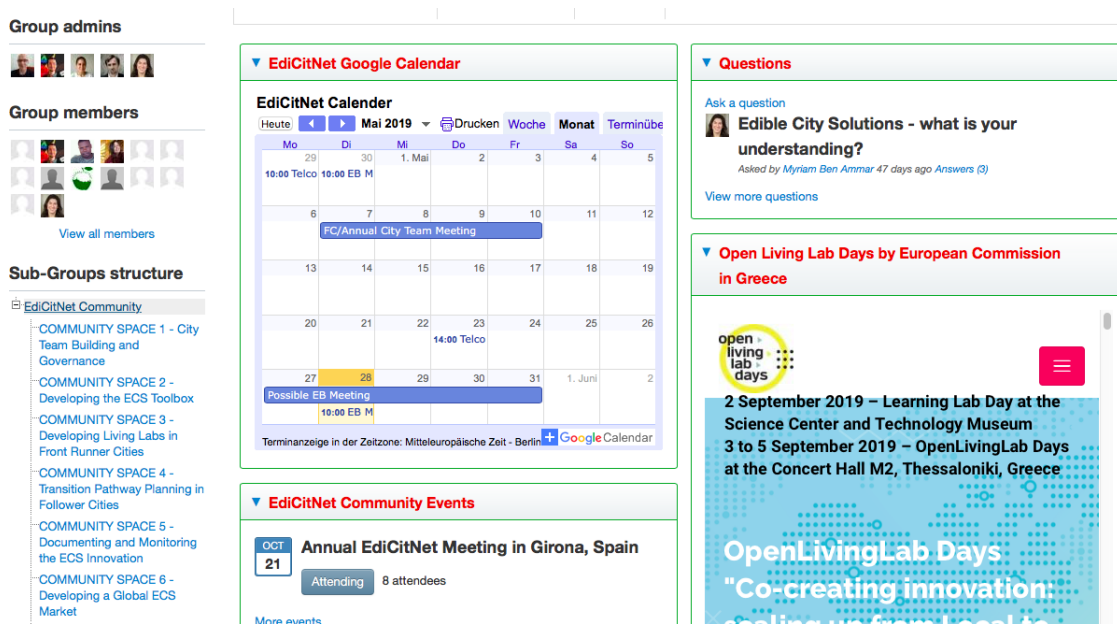 Group admins
Group members
View all members
Sub-Groups structure
EdiCitNet Community
COMMUNITY SPACE 1 - City
Team Building and
Governance
COMMUNITY SPACE 2 -
Developing the ECS Toolbox
COMMUNITY SPACE 3 -
Developing Living Labs in
Front Runner Cities
COMMUNITY SPACE 4 -
Transition Pathway Planning in
Follower Cities
COMMUNITY SPACE 5 -
Documenting and Monitoring
the ECS Innovation
COMMUNITY SPACE 6 -
Developing a Global ECS
Market
EdiCitNet Google Calendar
EdiCitNet Calender
Heute Mai 2019 Drucken Woche Monat Terminübe
Mo Di Mi Do Fr Sa So
29 30 1. Mai 2 3 4 5
10:00 Telco 10:00 EB M
6 7 8 9 10 11 12
FC/Annual City Team Meeting
13 14 15 16 17 18 19
20 21 22 23 24 25 26
14:00 Telco
27 28 29 30 31 1. Juni 2
Possible EB Meeting
10:00 EB M
Terminanzeige in der Zeitzone: Mitteleuropäische Zeit - Berlin
Google Calendar
EdiCitNet Community Events
OCT
21
Annual EdiCitNet Meeting in Girona, Spain
Attending 8 attendees
More events
Questions
Ask a question
Edible City Solutions - what is your
understanding?
Asked by Myriam Ben Ammar 47 days ago Answers (3)
View more questions
Open Living Lab Days by European Commission
in Greece
open
living
lab
days
2 September 2019 – Learning Lab Day at the
Science Center and Technology Museum
3 to 5 September 2019 – OpenLivingLab Days
at the Concert Hall M2, Thessaloniki, Greece
OpenLivingLab Days
"Co-creating innovation:
scaling up from Local to